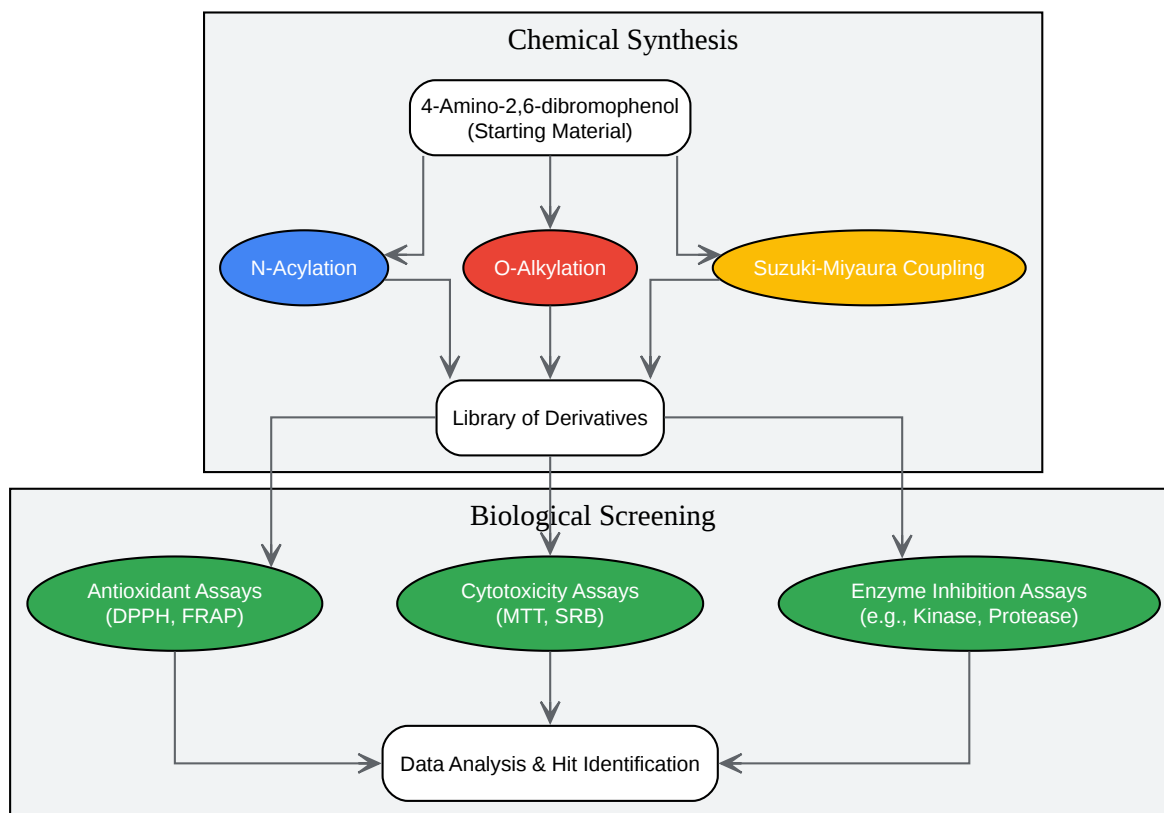 Chemical Synthesis
4-Amino-2,6-dibromophenol
(Starting Material)
N-Acylation
O-Alkylation
Suzuki-Miyaura Coupling
Library of Derivatives
Biological Screening
Antioxidant Assays
(DPPH, FRAP)
Cytotoxicity Assays
(MTT, SRB)
Enzyme Inhibition Assays
(e.g., Kinase, Protease)
Data Analysis & Hit Identification